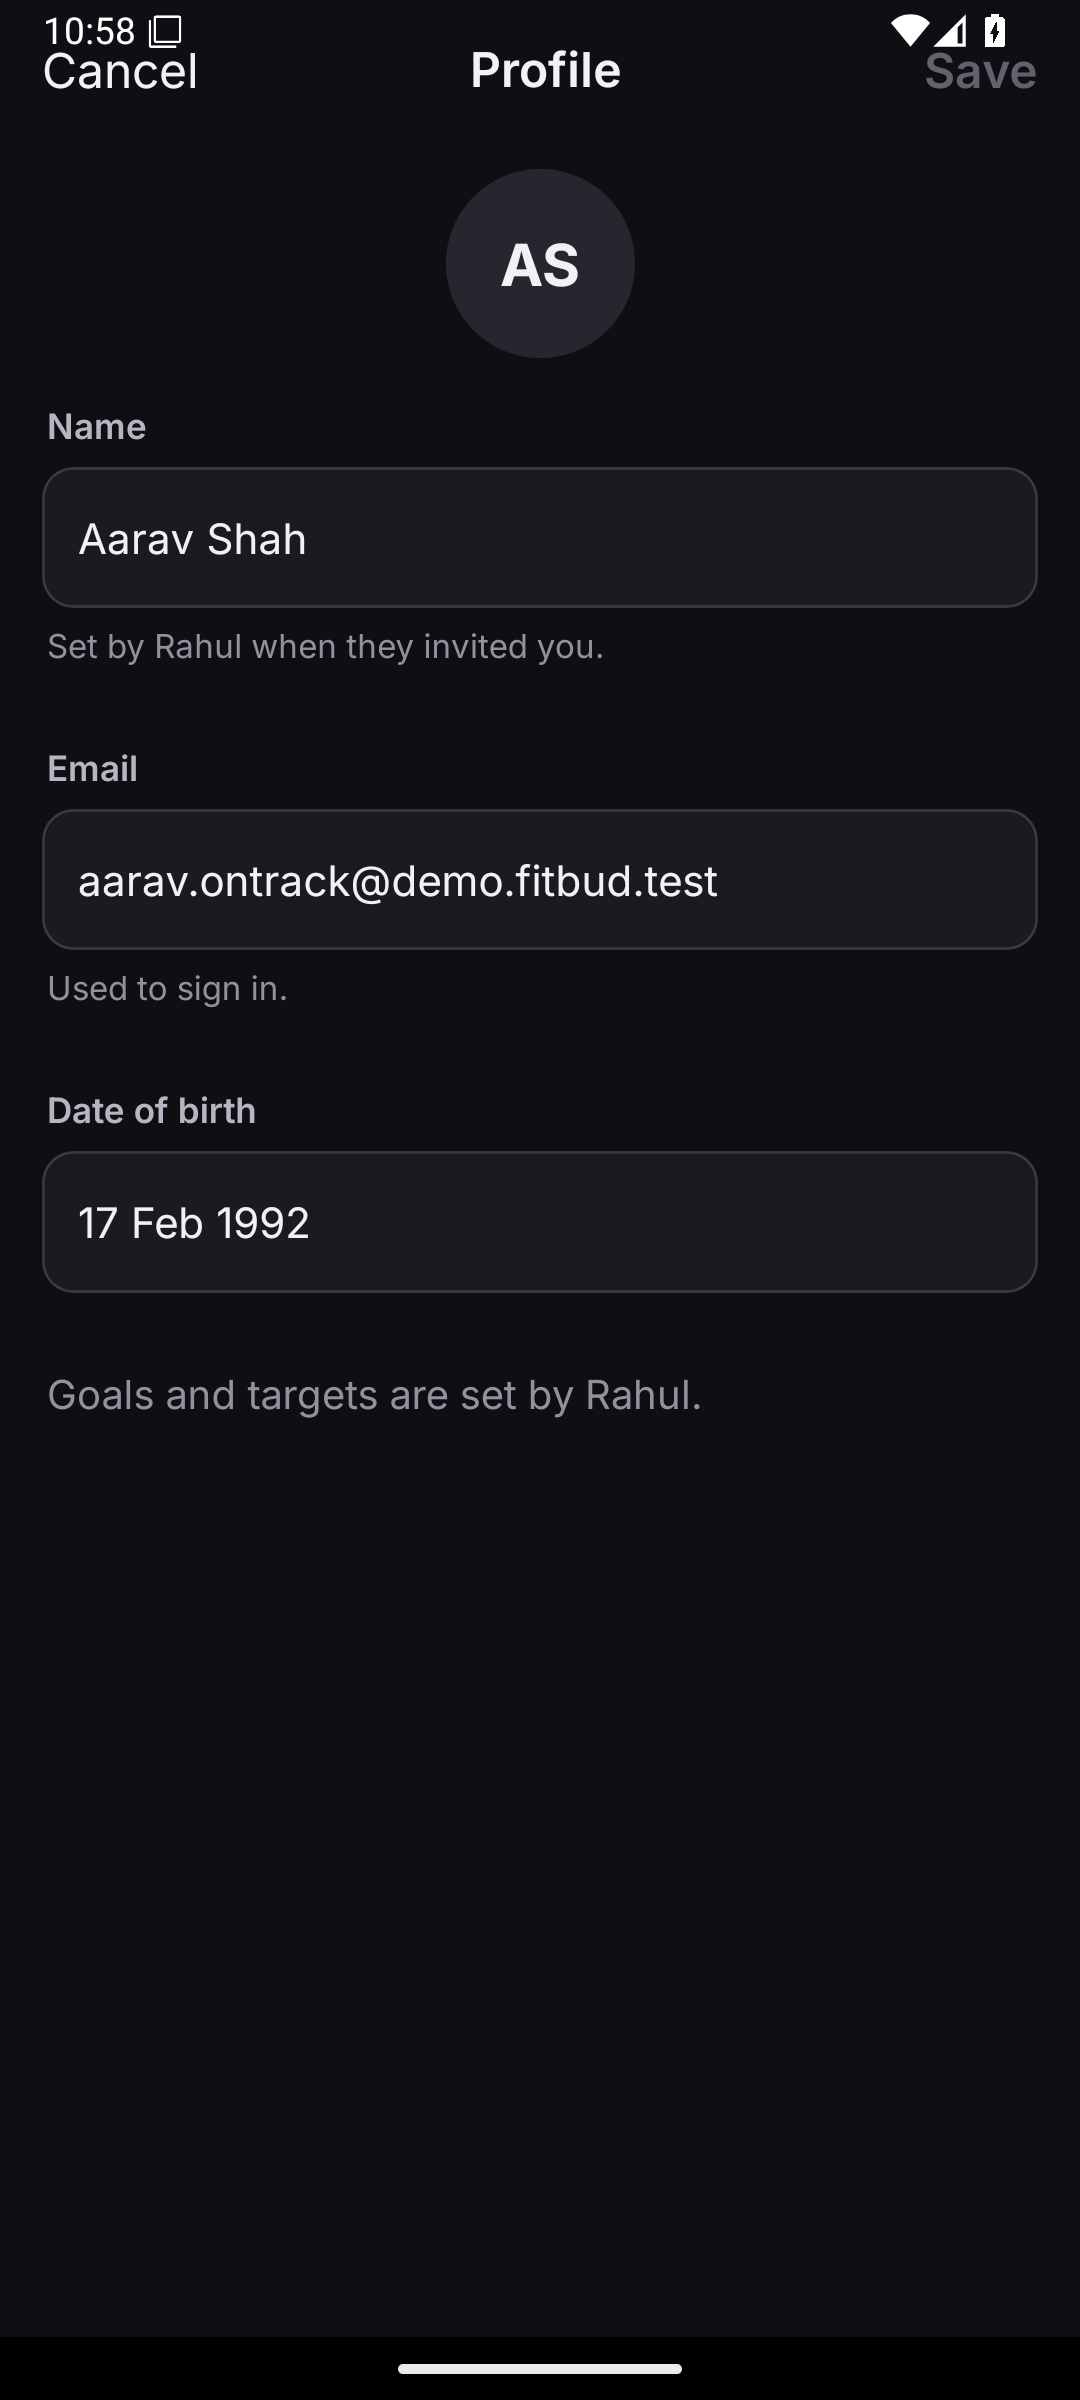 10:58
Cancel
Profile
Save
AS
Name
Aarav Shah
Set by Rahul when they invited you.
Email
aarav.ontrack@demo.fitbud.test
Used to sign in.
Date of birth
17 Feb 1992
Goals and targets are set by Rahul.